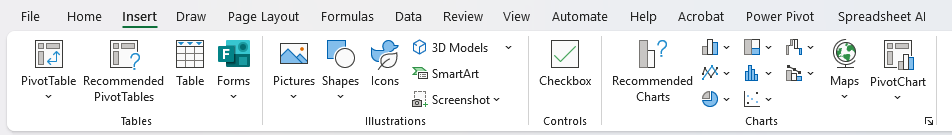 File Home Insert Draw Page Layout Formulas Data Review View Automate Help Acrobat Power Pivot Spreadsheet AI
PivotTable Recommended PivotTables Table Forms
Tables
Pictures Shapes Icons 3D Models SmartArt Screenshot
Illustrations
Checkbox
Controls
Recommended Charts Maps PivotChart
Charts